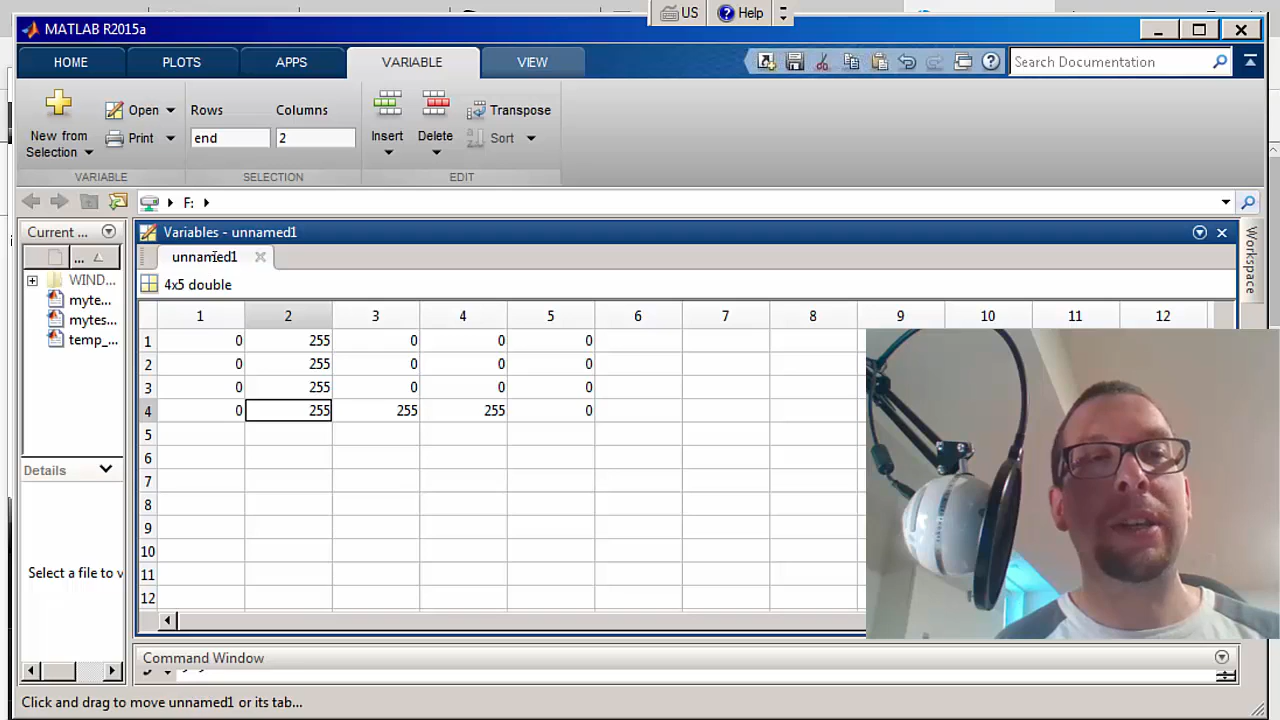 US Help
MATLAB R2015a
HOME PLOTS APPS VARIABLE VIEW Search Documentation
New from Selection Open Print Rows Columns end 2 Insert Delete Transpose Sort
VARIABLE SELECTION EDIT
F:
Current ... Variables - unnamed1 Workspace
unnamed1
...
4x5 double
WIND...
myte...
mytes...
temp_...
1 2 3 4 5 6 7 8 9 10 11 12
1 0 255 0 0 0
2 0 255 0 0 0
3 0 255 0 0 0
4 0 255 255 255 0
5
6
7
8
9
10
11
12
Details
Select a file to v
Command Window
Click and drag to move unnamed1 or its tab...